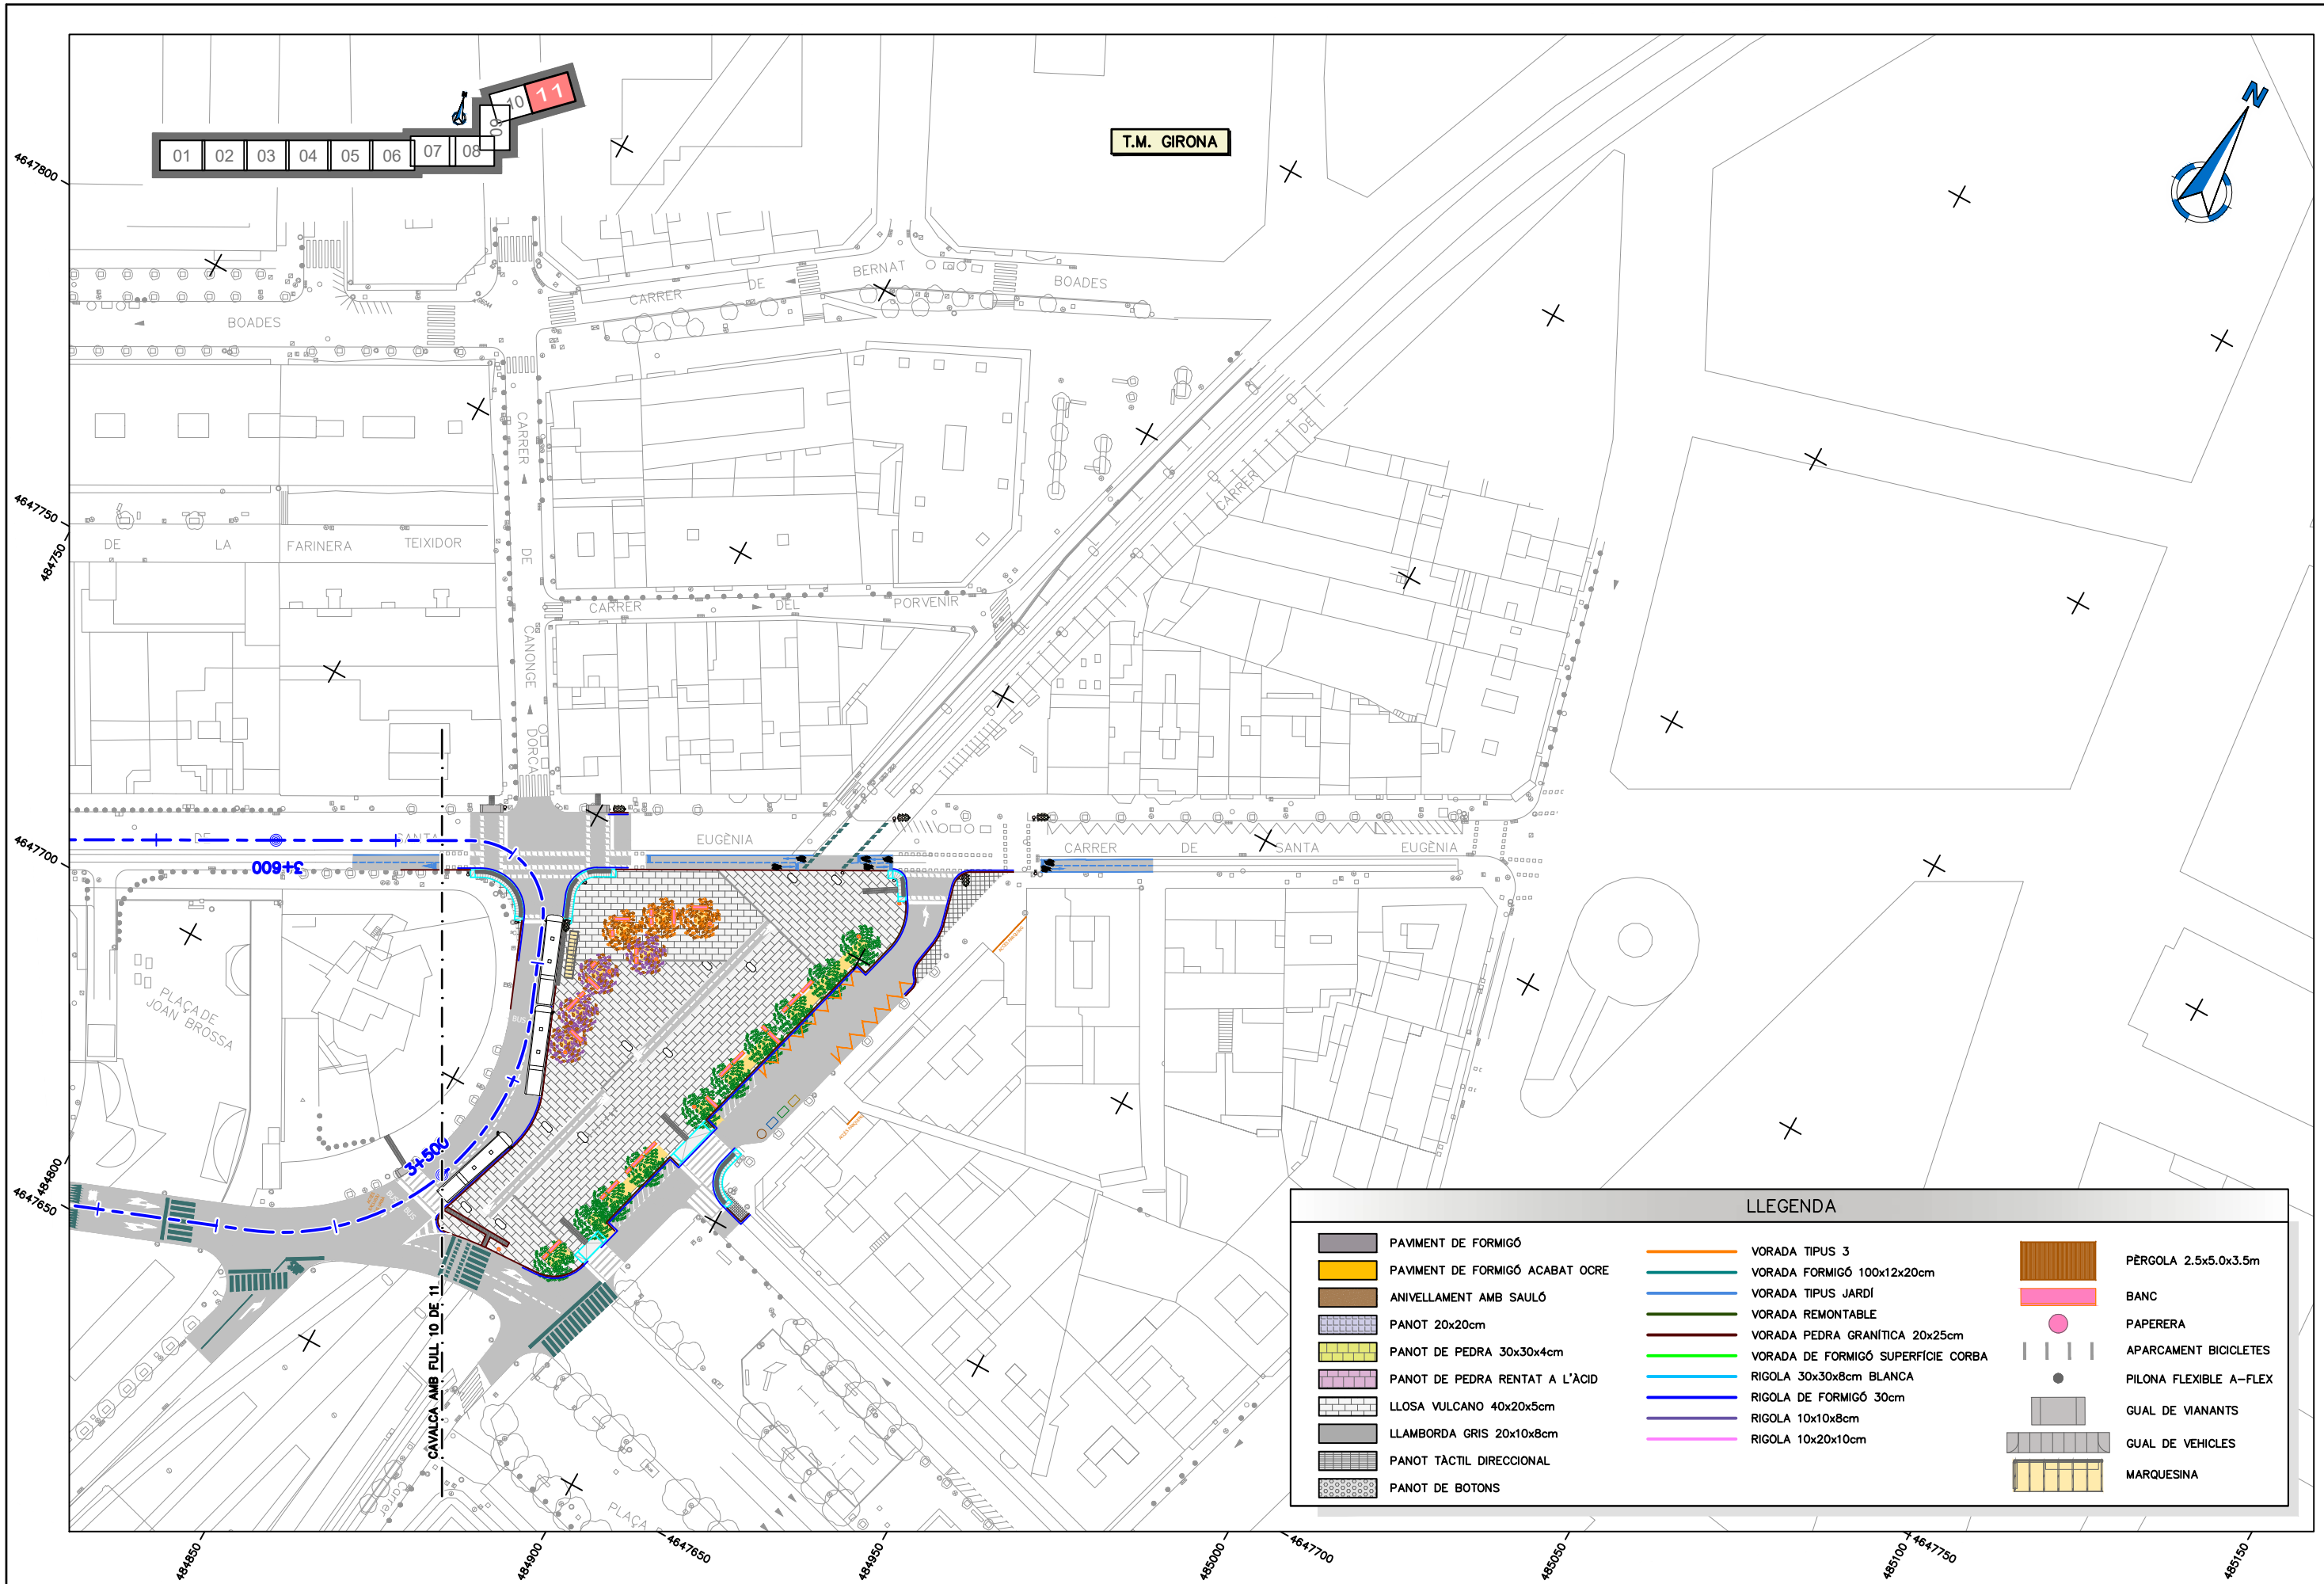 11
10
09
01 02 03 04 05 06 07 08
T.M. GIRONA
N
4647800
BERNAT
BOADES
CARRER DE
BOADES
CARRER DE
CARRER
DE
CANONGE
DORCA
4647750
484750
DE LA FARINERA TEIXIDOR
CARRER DEL PORVENIR
DE SANTA EUGÈNIA
4647700
3+600
CARRER DE SANTA EUGÈNIA
PLAÇA DE
JOAN BROSSA
BUS
3+500
BUS
484800
4647650
CAVALCA AMB FULL 10 DE 11
Carrer
PLAÇA
LLEGENDA
PAVIMENT DE FORMIGÓ
PAVIMENT DE FORMIGÓ ACABAT OCRE
ANIVELLAMENT AMB SAULÓ
PANOT 20x20cm
PANOT DE PEDRA 30x30x4cm
PANOT DE PEDRA RENTAT A L'ÀCID
LLOSA VULCANO 40x20x5cm
LLAMBORDA GRIS 20x10x8cm
PANOT TÀCTIL DIRECCIONAL
PANOT DE BOTONS
VORADA TIPUS 3
VORADA FORMIGÓ 100x12x20cm
VORADA TIPUS JARDÍ
VORADA REMONTABLE
VORADA PEDRA GRANÍTICA 20x25cm
VORADA DE FORMIGÓ SUPERFÍCIE CORBA
RIGOLA 30x30x8cm BLANCA
RIGOLA DE FORMIGÓ 30cm
RIGOLA 10x10x8cm
RIGOLA 10x20x10cm
PÈRGOLA 2.5x5.0x3.5m
BANC
PAPERERA
APARCAMENT BICICLETES
PILONA FLEXIBLE A-FLEX
GUAL DE VIANANTS
GUAL DE VEHICLES
MARQUESINA
484850
484900
4647650
484950
485000
4647700
485050
485100
4647750
485150